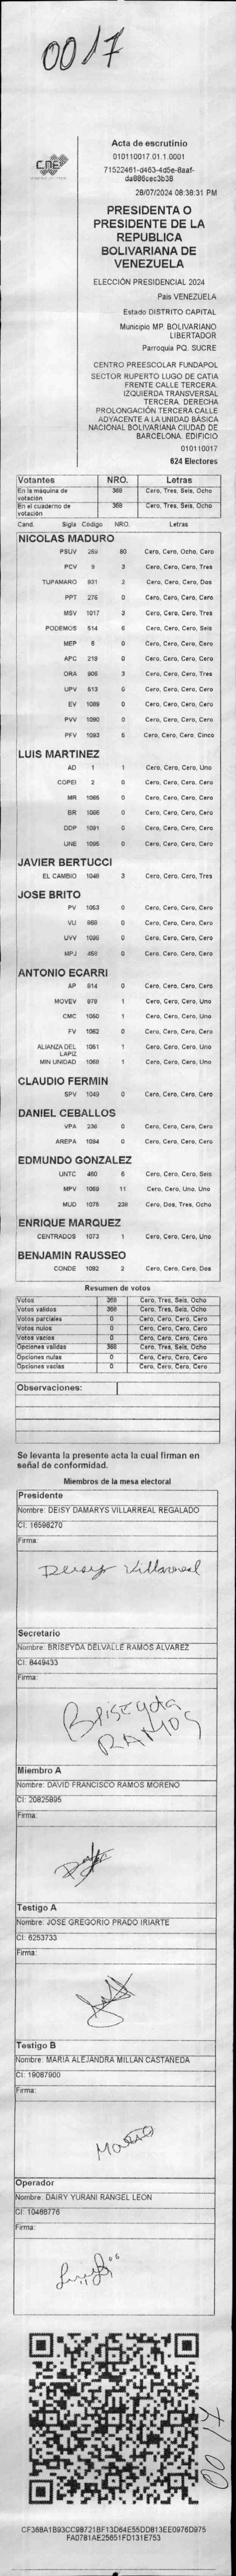 0017
CNE
Acta de escrutinio
010110017.01.1.0001
71522461-d463-4d5e-8aaf-
da886cec3b38
28/07/2024 08:38:31 PM
PRESIDENTA O
PRESIDENTE DE LA
REPUBLICA
BOLIVARIANA DE
VENEZUELA
ELECCIÓN PRESIDENCIAL 2024
Pais VENEZUELA
Estado DISTRITO CAPITAL
Municipio MP. BOLIVARIANO
LIBERTADOR
Parroquia PQ. SUCRE
CENTRO PREESCOLAR FUNDAPOL
SECTOR RUPERTO LUGO DE CATIA
FRENTE CALLE TERCERA.
IZQUIERDA TRANSVERSAL
TERCERA. DERECHA
PROLONGACIÓN TERCERA CALLE
ADYACENTE A LA UNIDAD BÁSICA
NACIONAL BOLIVARIANA CIUDAD DE
BARCELONA. EDIFICIO
010110017
624 Electores
Votantes NRO. Letras
En la máquina de votación 368 Cero, Tres, Seis, Ocho
En el cuaderno de votación 368 Cero, Tres, Seis, Ocho
Cand. Sigla Código NRO. Letras
NICOLAS MADURO
PSUV 269 80 Cero, Cero, Ocho, Cero
PCV 9 3 Cero, Cero, Cero, Tres
TUPAMARO 931 2 Cero, Cero, Cero, Dos
PPT 276 0 Cero, Cero, Cero, Cero
MSV 1017 3 Cero, Cero, Cero, Tres
PODEMOS 514 6 Cero, Cero, Cero, Seis
MEP 6 0 Cero, Cero, Cero, Cero
APC 219 0 Cero, Cero, Cero, Cero
ORA 906 3 Cero, Cero, Cero, Tres
UPV 613 0 Cero, Cero, Cero, Cero
EV 1089 0 Cero, Cero, Cero, Cero
PVV 1090 0 Cero, Cero, Cero, Cero
PFV 1093 5 Cero, Cero, Cero, Cinco
LUIS MARTINEZ
AD 1 1 Cero, Cero, Cero, Uno
COPEI 2 0 Cero, Cero, Cero, Cero
MR 1065 0 Cero, Cero, Cero, Cero
BR 1066 0 Cero, Cero, Cero, Cero
DDP 1091 0 Cero, Cero, Cero, Cero
UNE 1095 0 Cero, Cero, Cero, Cero
JAVIER BERTUCCI
EL CAMBIO 1048 3 Cero, Cero, Cero, Tres
JOSE BRITO
PV 1053 0 Cero, Cero, Cero, Cero
VU 868 0 Cero, Cero, Cero, Cero
UVV 1096 0 Cero, Cero, Cero, Cero
MPJ 458 0 Cero, Cero, Cero, Cero
ANTONIO ECARRI
AP 814 0 Cero, Cero, Cero, Cero
MOVEV 979 1 Cero, Cero, Cero, Uno
CMC 1050 1 Cero, Cero, Cero, Uno
FV 1062 0 Cero, Cero, Cero, Cero
ALIANZA DEL LAPIZ 1051 1 Cero, Cero, Cero, Uno
MIN UNIDAD 1068 1 Cero, Cero, Cero, Uno
CLAUDIO FERMIN
SPV 1049 0 Cero, Cero, Cero, Cero
DANIEL CEBALLOS
VPA 236 0 Cero, Cero, Cero, Cero
AREPA 1094 0 Cero, Cero, Cero, Cero
EDMUNDO GONZALEZ
UNTC 460 6 Cero, Cero, Cero, Seis
MPV 1069 11 Cero, Cero, Uno, Uno
MUD 1075 238 Cero, Dos, Tres, Ocho
ENRIQUE MARQUEZ
CENTRADOS 1073 1 Cero, Cero, Cero, Uno
BENJAMIN RAUSSEO
CONDE 1092 2 Cero, Cero, Cero, Dos
Resumen de votos
Votos 368 Cero, Tres, Seis, Ocho
Votos validos 368 Cero, Tres, Seis, Ocho
Votos parciales 0 Cero, Cero, Cero, Cero
Votos nulos 0 Cero, Cero, Cero, Cero
Votos vacios 0 Cero, Cero, Cero, Cero
Opciones validas 368 Cero, Tres, Seis, Ocho
Opciones nulas 0 Cero, Cero, Cero, Cero
Opciones vacias 0 Cero, Cero, Cero, Cero
Observaciones:
Se levanta la presente acta la cual firman en
señal de conformidad.
Miembros de la mesa electoral
Presidente
Nombre: DEISY DAMARYS VILLARREAL REGALADO
CI: 16598270
Firma:
Deisy Villarreal
Secretario
Nombre: BRISEYDA DELVALLE RAMOS ALVAREZ
CI: 8449433
Firma:
Briseyda
RAMOS
Miembro A
Nombre: DAVID FRANCISCO RAMOS MORENO
CI: 20825895
Firma:
Testigo A
Nombre: JOSE GREGORIO PRADO IRIARTE
CI: 6253733
Firma:
Testigo B
Nombre: MARIA ALEJANDRA MILLAN CASTAÑEDA
CI: 19087900
Firma:
Operador
Nombre: DAIRY YURANI RANGEL LEON
CI: 10468776
Firma:
CF368A1B93CC98721BF13D64E55DD813EE0976D975
FA0781AE25651FD131E753